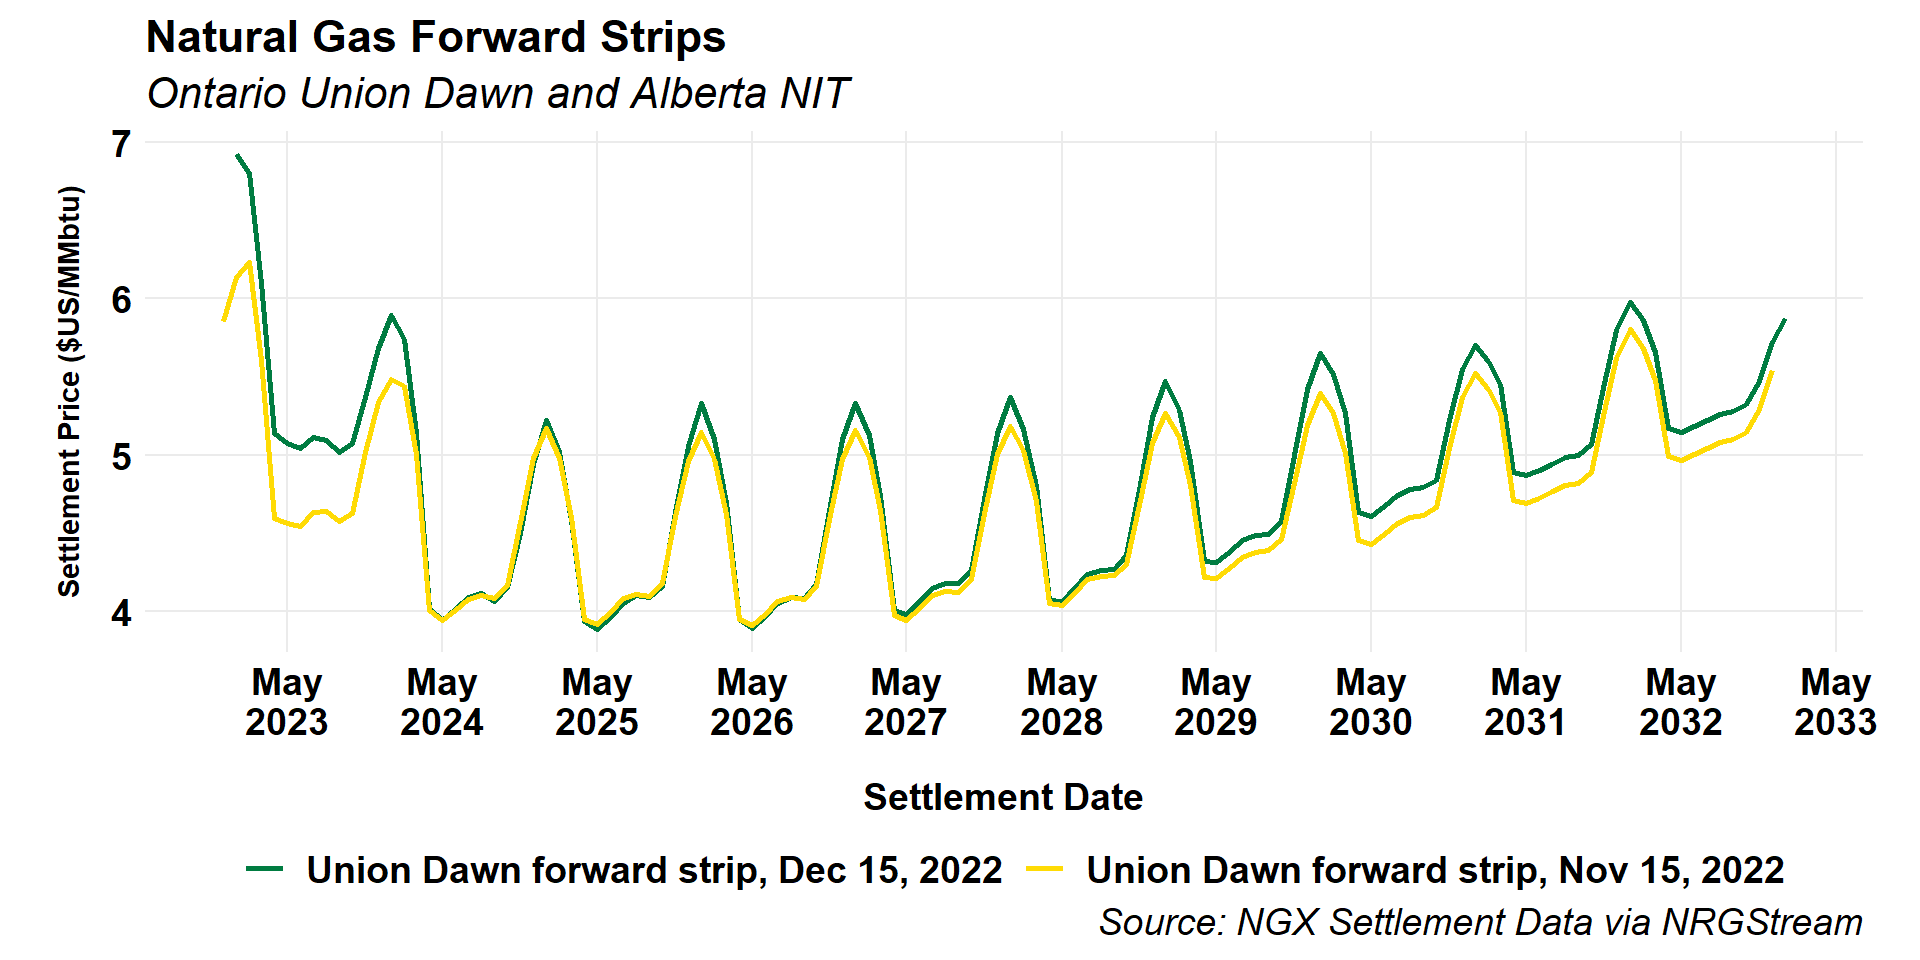 Natural Gas Forward Strips
Ontario Union Dawn and Alberta NIT
Settlement Price ($US/MMbtu)
7
6
5
4
May 2023
May 2024
May 2025
May 2026
May 2027
May 2028
May 2029
May 2030
May 2031
May 2032
May 2033
Settlement Date
Union Dawn forward strip, Dec 15, 2022
Union Dawn forward strip, Nov 15, 2022
Source: NGX Settlement Data via NRGStream